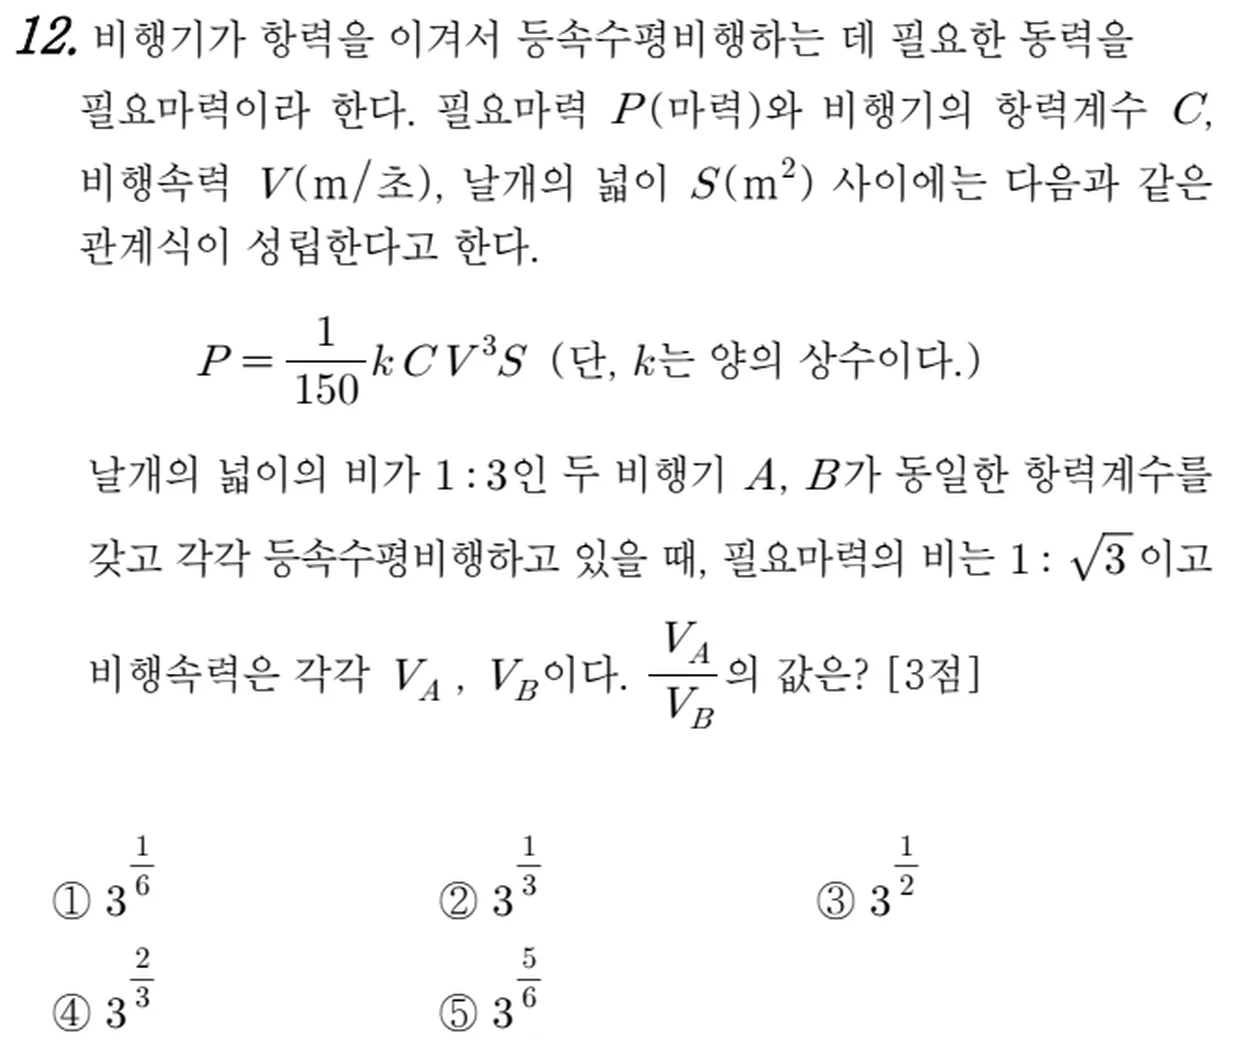 12. 비행기가 항력을 이겨서 등속수평비행하는 데 필요한 동력을
필요마력이라 한다. 필요마력 P(마력)와 비행기의 항력계수 C,
비행속력 V(m/초), 날개의 넓이 S(m²) 사이에는 다음과 같은
관계식이 성립한다고 한다.
P = \frac{1}{150} k C V³ S (단, k는 양의 상수이다.)
날개의 넓이의 비가 1 : 3인 두 비행기 A, B가 동일한 항력계수를
갖고 각각 등속수평비행하고 있을 때, 필요마력의 비는 1 : √3 이고
비행속력은 각각 V_A , V_B이다. \frac{V_A}{V_B}의 값은? [3점]
① 3^{\frac{1}{6}} ② 3^{\frac{1}{3}} ③ 3^{\frac{1}{2}}
④ 3^{\frac{2}{3}} ⑤ 3^{\frac{5}{6}}